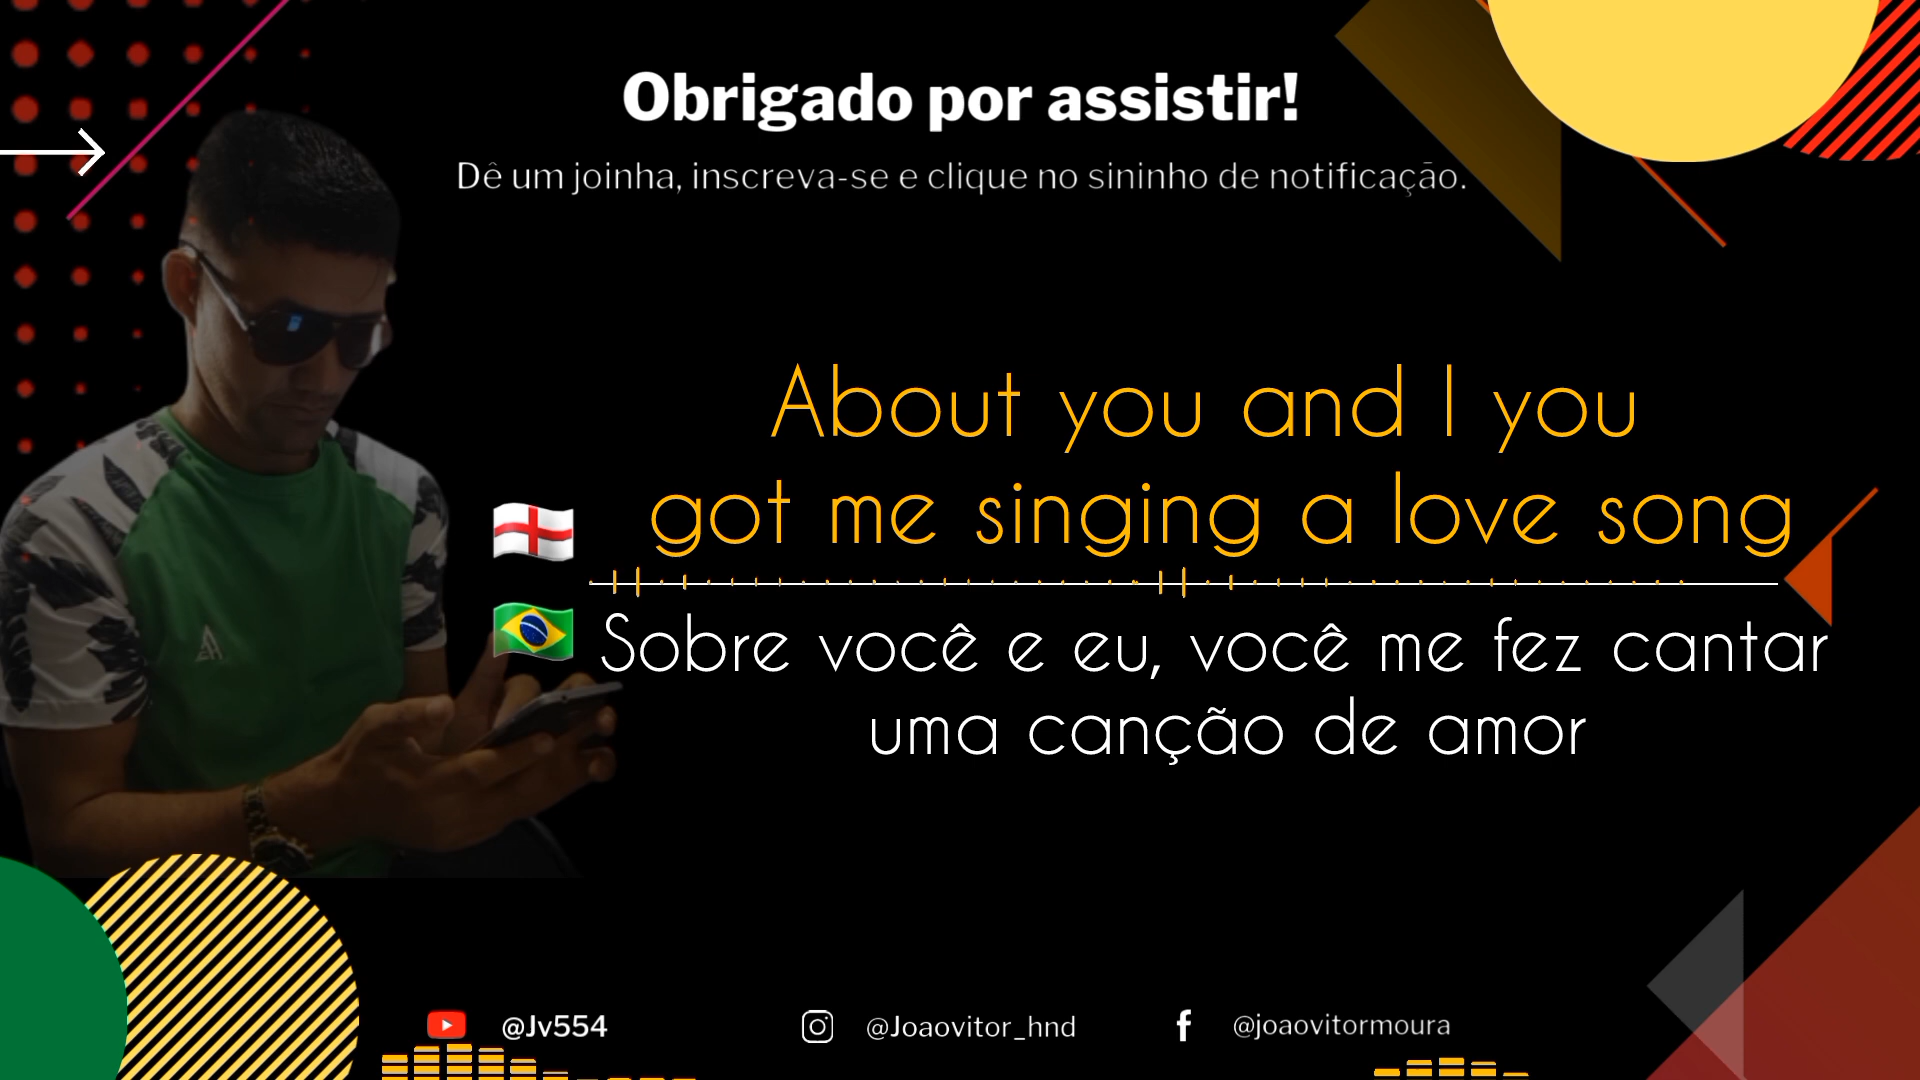 Obrigado por assistir!
Dê um joinha, inscreva-se e clique no sininho de notificação.
About you and I you
got me singing a love song
Sobre você e eu, você me fez cantar
uma canção de amor
@Jv554
@Joaovitor_hnd
@joaovitormoura